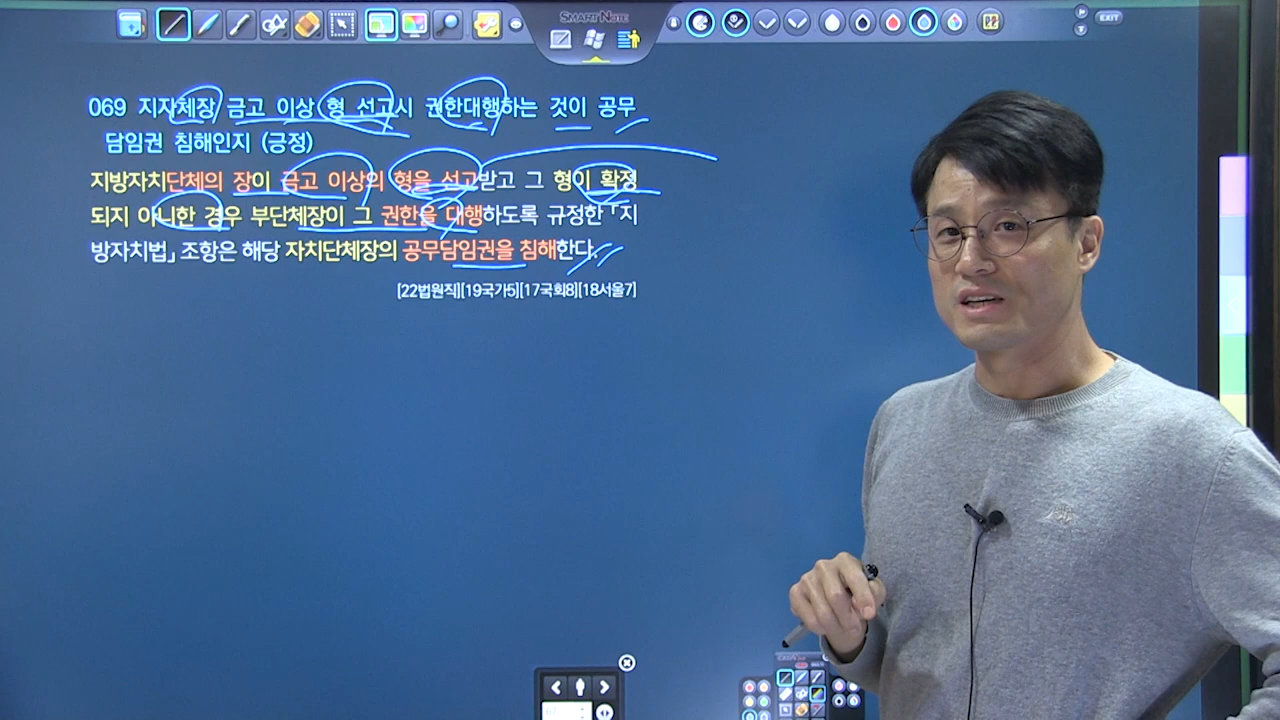 SMART NOTE
EXIT
069 지자체장 금고 이상 형 선고시 권한대행하는 것이 공무
담임권 침해인지 (긍정)
지방자치단체의 장이 금고 이상의 형을 선고받고 그 형이 확정
되지 아니한 경우 부단체장이 그 권한을 대행하도록 규정한 「지
방자치법」 조항은 해당 자치단체장의 공무담임권을 침해한다.
[22법원직][19국가5][17국회8][18서울7]